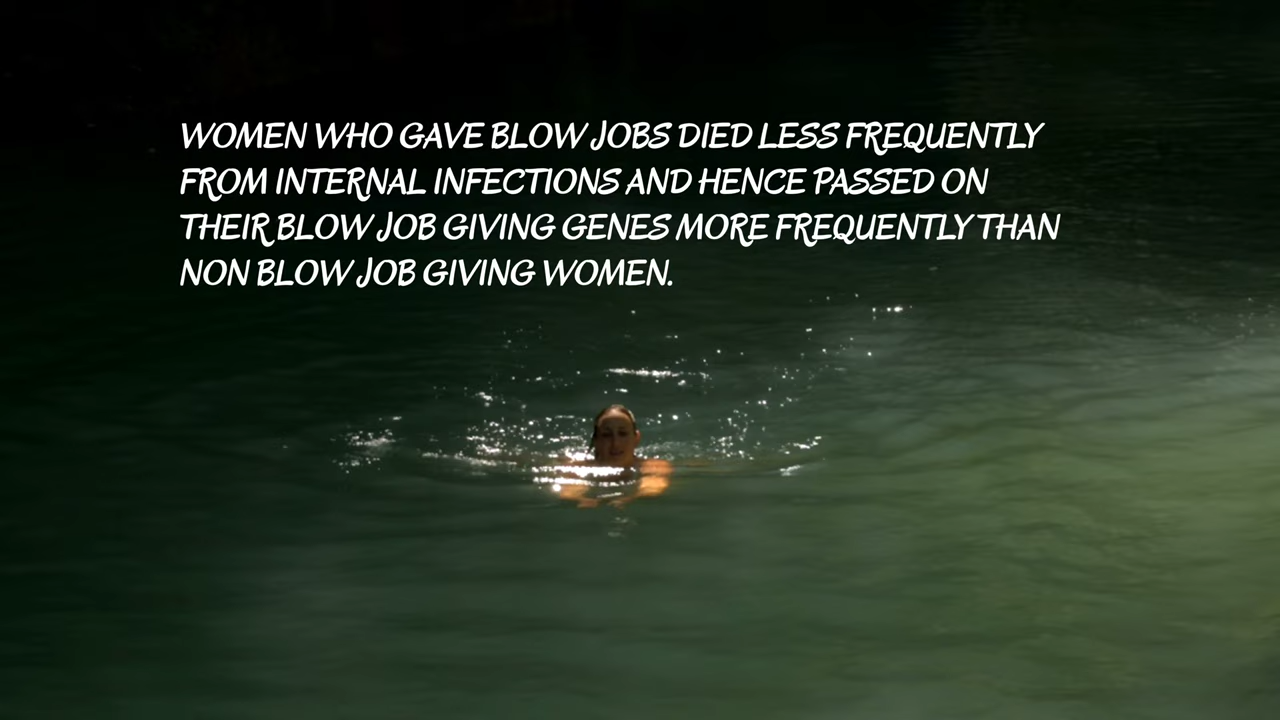 WOMEN WHO GAVE BLOW JOBS DIED LESS FREQUENTLY
FROM INTERNAL INFECTIONS AND HENCE PASSED ON
THEIR BLOW JOB GIVING GENES MORE FREQUENTLY THAN
NON BLOW JOB GIVING WOMEN.